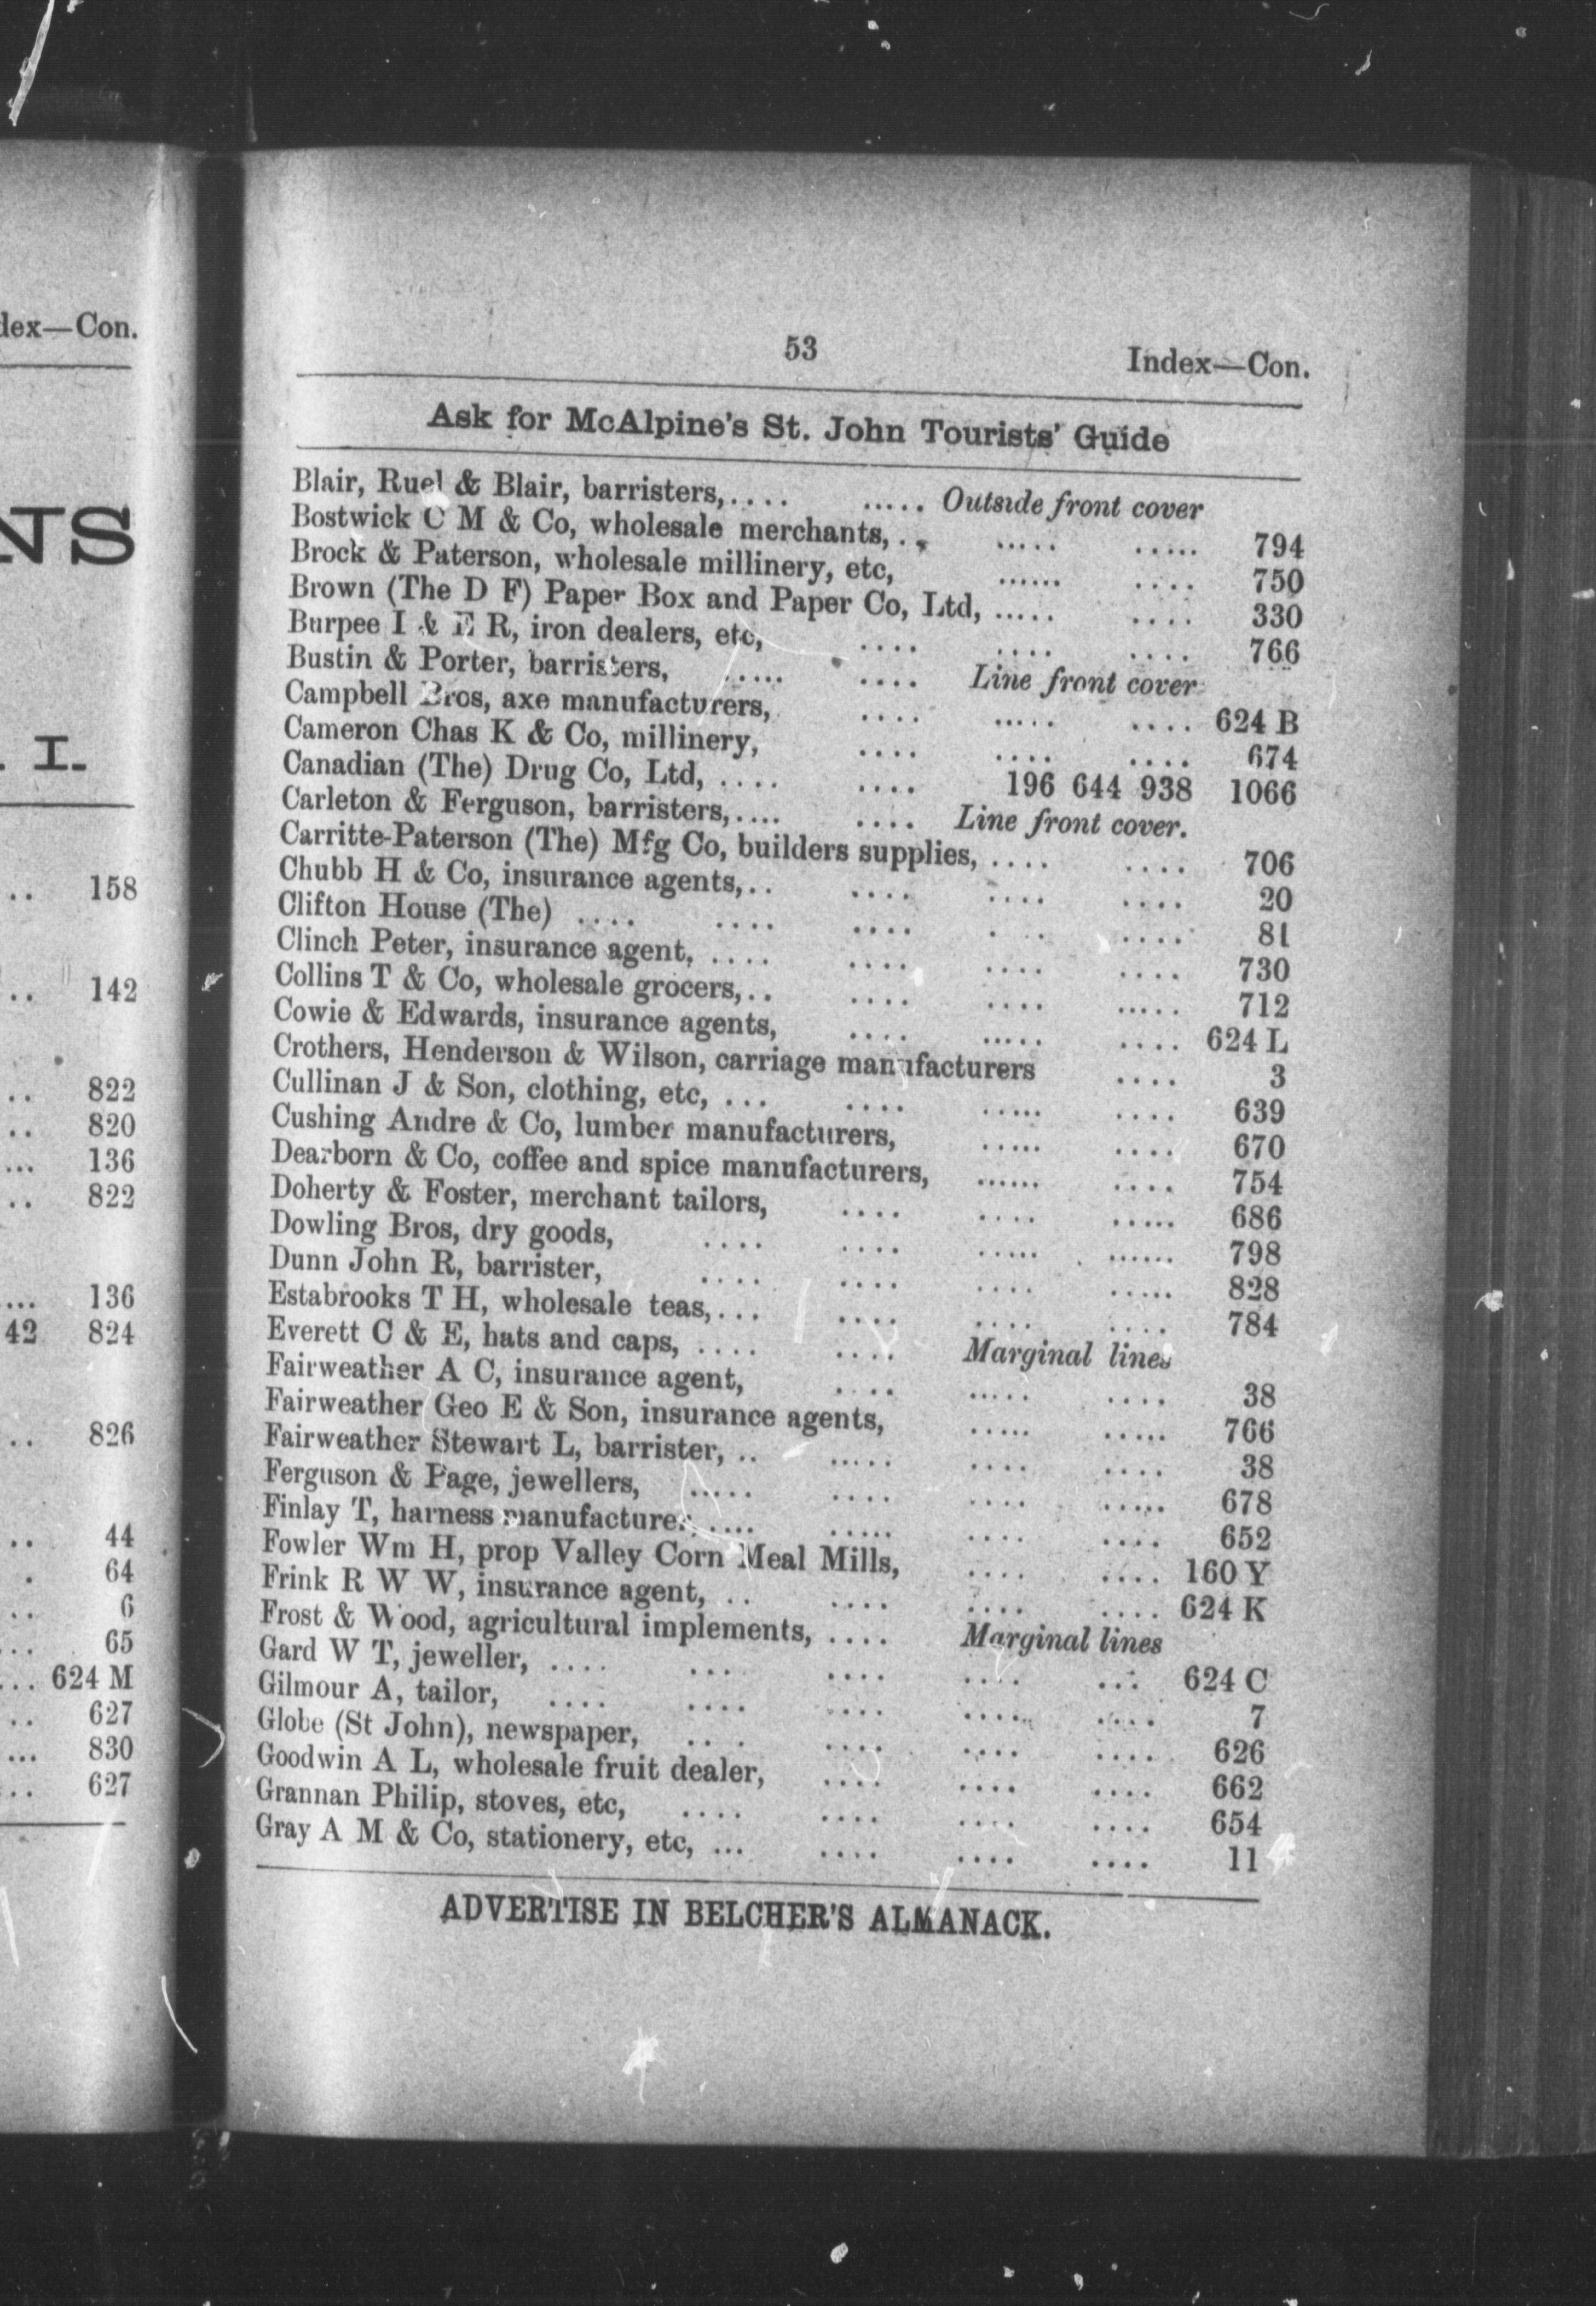 dex—Con.
NTS
I.
.. 158
.. 142
.. 822
.. 820
... 136
.. 822
.... 136
42 824
.. 826
.. 44
. 64
.. 6
... 65
... 624 M
.. 627
... 830
... 627
53 Index—Con.
Ask for McAlpine's St. John Tourists' Guide
Blair, Ruel & Blair, barristers,.... ..... Outside front cover
Bostwick C M & Co, wholesale merchants, .. ..... ..... 794
Brock & Paterson, wholesale millinery, etc, ...... .... 750
Brown (The D F) Paper Box and Paper Co, Ltd, ..... .... 330
Burpee I & E R, iron dealers, etc, .... .... .... 766
Bustin & Porter, barristers, ..... .... Line front cover
Campbell Bros, axe manufacturers, .... ..... .... 624 B
Cameron Chas K & Co, millinery, .... .... .... 674
Canadian (The) Drug Co, Ltd, .... .... 196 644 938 1066
Carleton & Ferguson, barristers,.... .... Line front cover.
Carritte-Paterson (The) Mfg Co, builders supplies, .... .... 706
Chubb H & Co, insurance agents,.. .... .... .... 20
Clifton House (The) .... .... .... .... .... 81
Clinch Peter, insurance agent, .... .... .... .... 730
Collins T & Co, wholesale grocers,.. .... .... ..... 712
Cowie & Edwards, insurance agents, .... ..... .... 624 L
Crothers, Henderson & Wilson, carriage manufacturers .... 3
Cullinan J & Son, clothing, etc, ... .... ..... .... 639
Cushing Andre & Co, lumber manufacturers, ..... .... 670
Dearborn & Co, coffee and spice manufacturers, ...... .... 754
Doherty & Foster, merchant tailors, .... .... ..... 686
Dowling Bros, dry goods, .... .... ..... ...... 798
Dunn John R, barrister, .... .... .... ..... 828
Estabrooks T H, wholesale teas,... .... .... .... 784
Everett C & E, hats and caps, .... .... Marginal lines
Fairweather A C, insurance agent, .... ..... .... 38
Fairweather Geo E & Son, insurance agents, ..... ..... 766
Fairweather Stewart L, barrister, .. ..... .... .... 38
Ferguson & Page, jewellers, ..... .... .... ..... 678
Finlay T, harness manufacturer, .... ..... .... .... 652
Fowler Wm H, prop Valley Corn Meal Mills, .... .... 160 Y
Frink R W W, insurance agent, .. .... .... .... 624 K
Frost & Wood, agricultural implements, .... Marginal lines
Gard W T, jeweller, .... ... .... .... ... 624 C
Gilmour A, tailor, .... .... .... .... .... 7
Globe (St John), newspaper, .... .... .... .... 626
Goodwin A L, wholesale fruit dealer, .... .... .... 662
Grannan Philip, stoves, etc, .... .... .... .... 654
Gray A M & Co, stationery, etc, ... .... .... .... 11
ADVERTISE IN BELCHER'S ALMANACK.